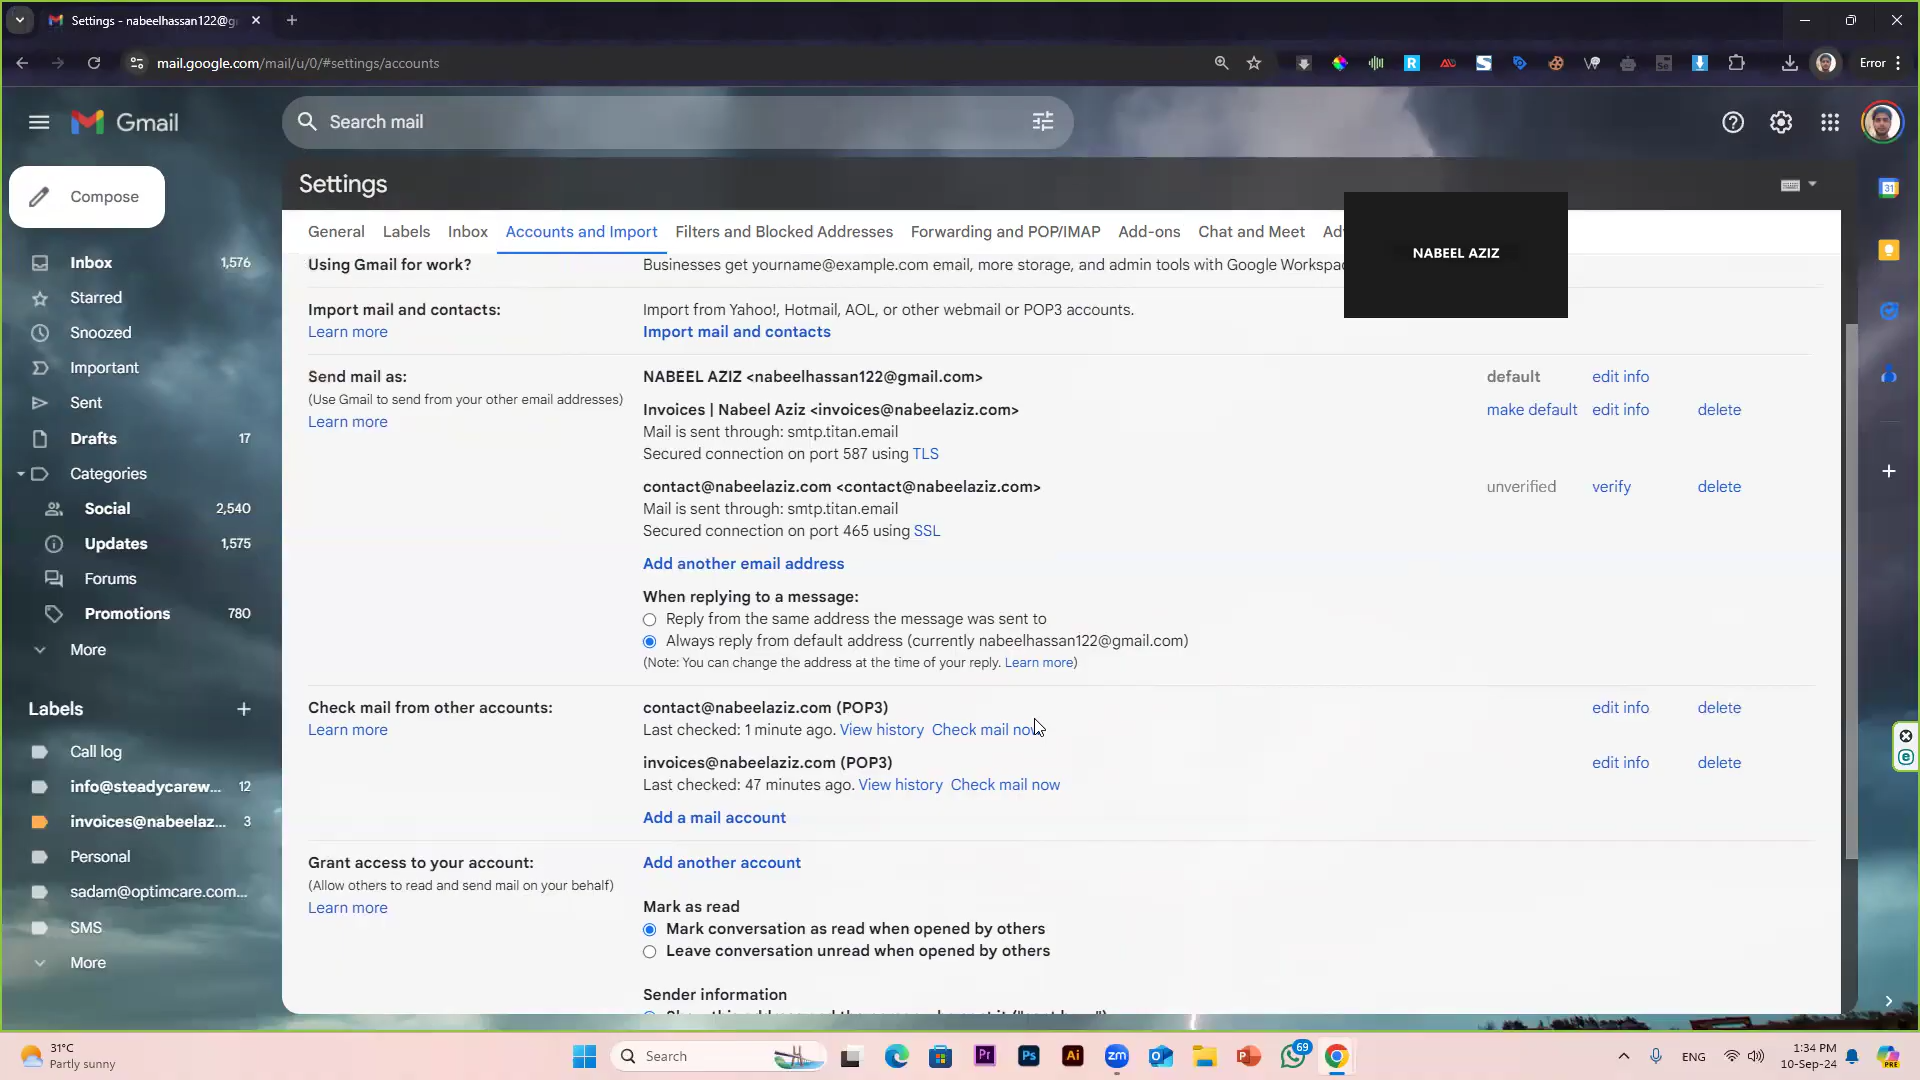 Settings - nabeelhassan122@g
mail.google.com/mail/u/0/#settings/accounts
Error
Gmail
Search mail
Compose
Inbox 1,576
Starred
Snoozed
Important
Sent
Drafts 17
Categories
Social 2,540
Updates 1,575
Forums
Promotions 780
More
Labels
Call log
info@steadycarew... 12
invoices@nabeelaz... 3
Personal
sadam@optimcare.com...
SMS
More
Settings
General Labels Inbox Accounts and Import Filters and Blocked Addresses Forwarding and POP/IMAP Add-ons Chat and Meet Ad
NABEEL AZIZ
Using Gmail for work? Businesses get yourname@example.com email, more storage, and admin tools with Google Workspac
Import mail and contacts: Import from Yahoo!, Hotmail, AOL, or other webmail or POP3 accounts.
Learn more Import mail and contacts
Send mail as: NABEEL AZIZ <nabeelhassan122@gmail.com> default edit info
(Use Gmail to send from your other email addresses)
Learn more
Invoices | Nabeel Aziz <invoices@nabeelaziz.com> make default edit info delete
Mail is sent through: smtp.titan.email
Secured connection on port 587 using TLS
contact@nabeelaziz.com <contact@nabeelaziz.com> unverified verify delete
Mail is sent through: smtp.titan.email
Secured connection on port 465 using SSL
Add another email address
When replying to a message:
Reply from the same address the message was sent to
Always reply from default address (currently nabeelhassan122@gmail.com)
(Note: You can change the address at the time of your reply. Learn more)
Check mail from other accounts: contact@nabeelaziz.com (POP3) edit info delete
Learn more Last checked: 1 minute ago. View history Check mail now
invoices@nabeelaziz.com (POP3) edit info delete
Last checked: 47 minutes ago. View history Check mail now
Add a mail account
Grant access to your account: Add another account
(Allow others to read and send mail on your behalf)
Learn more
Mark as read
Mark conversation as read when opened by others
Leave conversation unread when opened by others
Sender information
31°C
Partly sunny
Search
69
ENG
1:34 PM
10-Sep-24